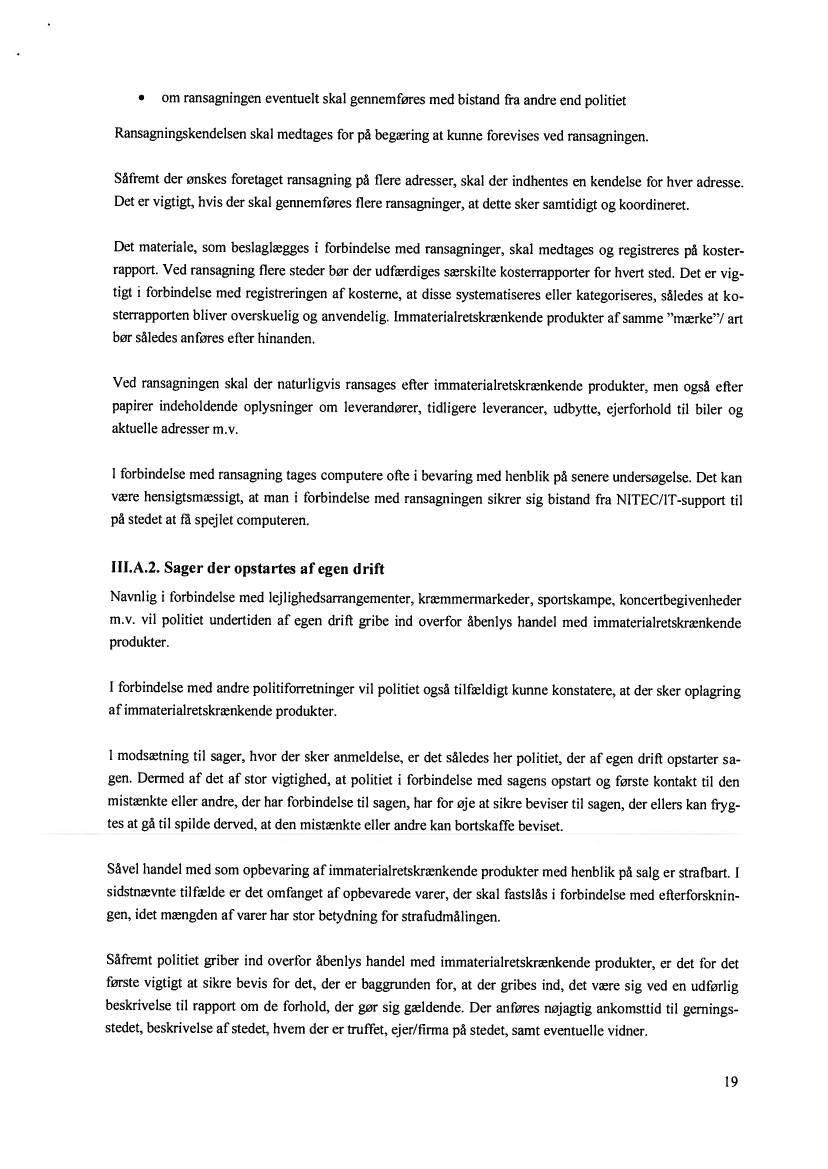 • om ransagningen eventuelt skal gennemføres med bistand fra andre end politiet
Ransagningskendelsen skal medtages for på begæring at kunne forevises ved ransagningen.
Såfremt der ønskes foretaget ransagning på flere adresser, skal der indhentes en kendelse for hver adresse.
Det er vigtigt, hvis der skal gennemføres flere ransagninger, at dette sker samtidigt og koordineret.
Det materiale, som beslaglægges i forbindelse med ransagninger, skal medtages og registreres på koster-
rapport. Ved ransagning flere steder bør der udfærdiges særskilte kosterrapporter for hvert sted. Det er vig-
tigt i forbindelse med registreringen af kosterne, at disse systematiseres eller kategoriseres, således at ko-
sterrapporten bliver overskuelig og anvendelig. Immaterialretskrænkende produkter af samme ”mærke”/ art
bør således anføres efter hinanden.
Ved ransagningen skal der naturligvis ransages efter immaterialretskrænkende produkter, men også efter
papirer indeholdende oplysninger om leverandører, tidligere leverancer, udbytte, ejerforhold til biler og
aktuelle adresser m.v.
I forbindelse med ransagning tages computere ofte i bevaring med henblik på senere undersøgelse. Det kan
være hensigtsmæssigt, at man i forbindelse med ransagningen sikrer sig bistand fra NITEC/IT-support til
på stedet at få spejlet computeren.
III.A.2. Sager der opstartes af egen drift
Navnlig i forbindelse med lejlighedsarrangementer, kræmmermarkeder, sportskampe, koncertbegivenheder
m.v. vil politiet undertiden af egen drift gribe ind overfor åbenlys handel med immaterialretskrænkende
produkter.
I forbindelse med andre politiforretninger vil politiet også tilfældigt kunne konstatere, at der sker oplagring
af immaterialretskrænkende produkter.
I modsætning til sager, hvor der sker anmeldelse, er det således her politiet, der af egen drift opstarter sa-
gen. Dermed af det af stor vigtighed, at politiet i forbindelse med sagens opstart og første kontakt til den
mistænkte eller andre, der har forbindelse til sagen, har for øje at sikre beviser til sagen, der ellers kan fryg-
tes at gå til spilde derved, at den mistænkte eller andre kan bortskaffe beviset.
Såvel handel med som opbevaring af immaterialretskrænkende produkter med henblik på salg er strafbart. I
sidstnævnte tilfælde er det omfanget af opbevarede varer, der skal fastslås i forbindelse med efterforsknin-
gen, idet mængden af varer har stor betydning for strafudmålingen.
Såfremt politiet griber ind overfor åbenlys handel med immaterialretskrænkende produkter, er det for det
første vigtigt at sikre bevis for det, der er baggrunden for, at der gribes ind, det være sig ved en udførlig
beskrivelse til rapport om de forhold, der gør sig gældende. Der anføres nøjagtig ankomsttid til gernings-
stedet, beskrivelse af stedet, hvem der er truffet, ejer/firma på stedet, samt eventuelle vidner.
19